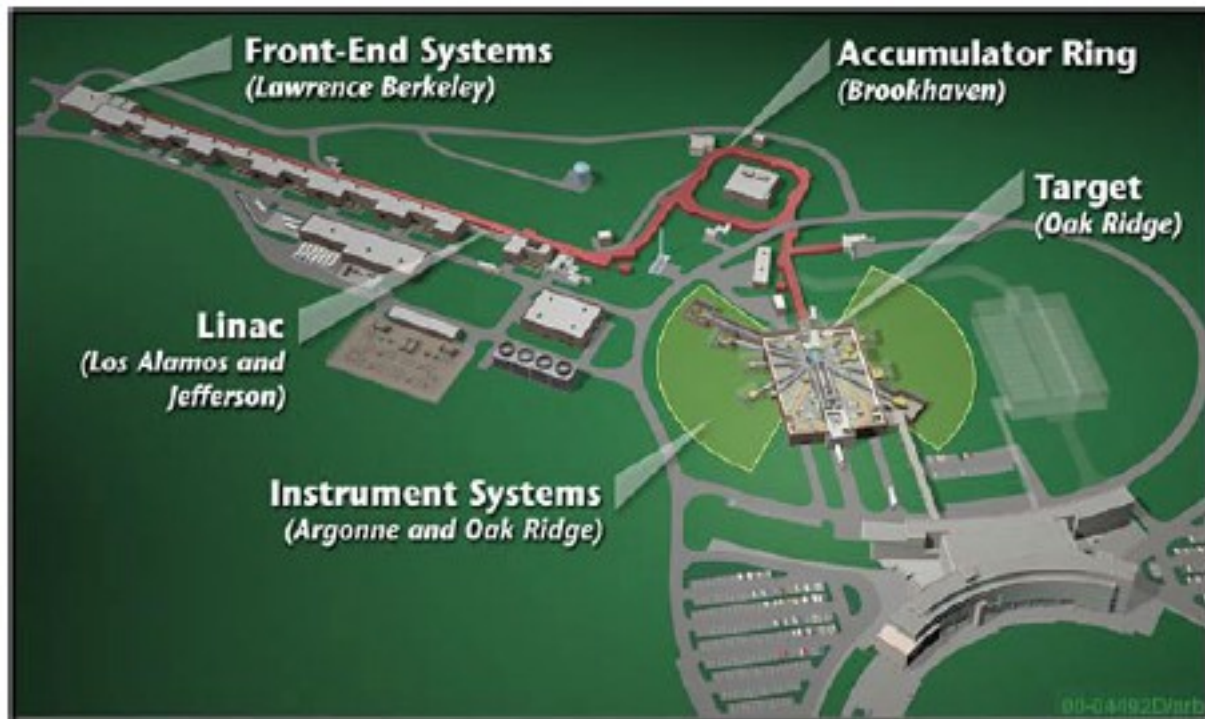 Front-End Systems
(Lawrence Berkeley)
Accumulator Ring
(Brookhaven)
Target
(Oak Ridge)
Linac
(Los Alamos and
Jefferson)
Instrument Systems
(Argonne and Oak Ridge)